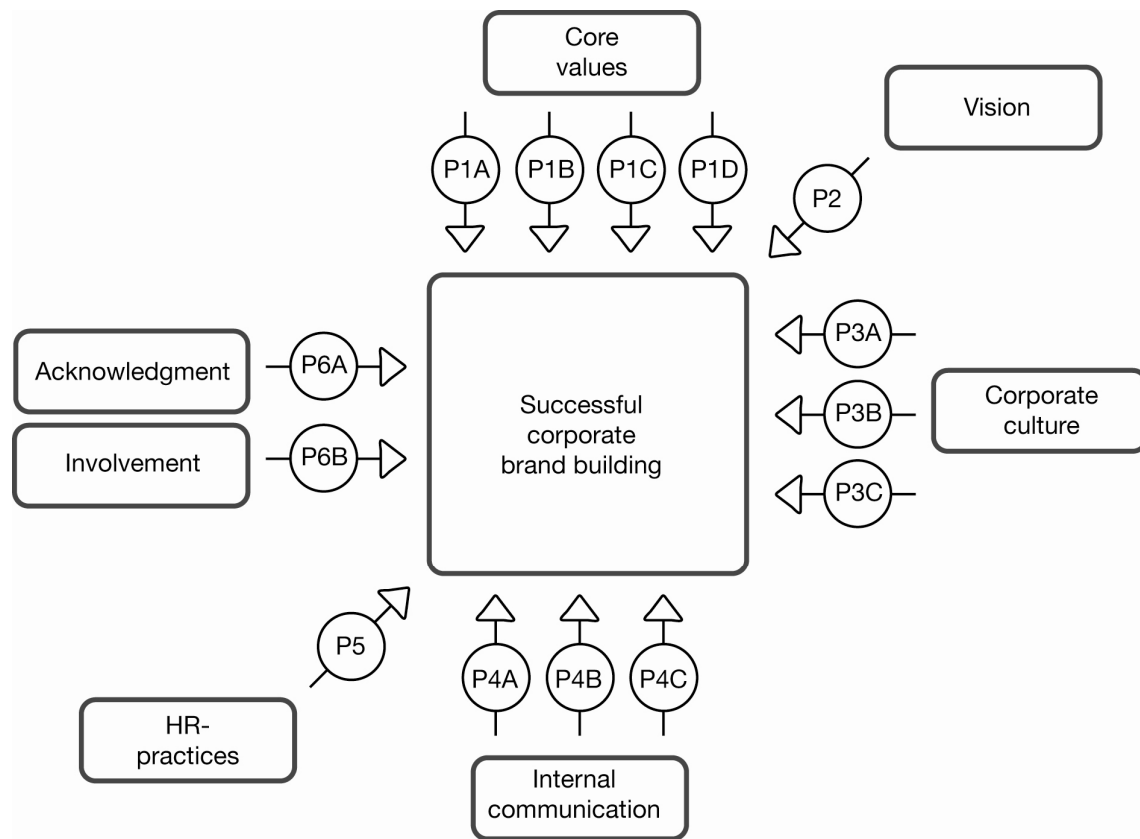 Core
values
Vision
P1A
P1B
P1C
P1D
P2
Acknowledgment
P6A
Involvement
P6B
Successful
corporate
brand building
P3A
P3B
P3C
Corporate
culture
P5
HR-
practices
P4A
P4B
P4C
Internal
communication